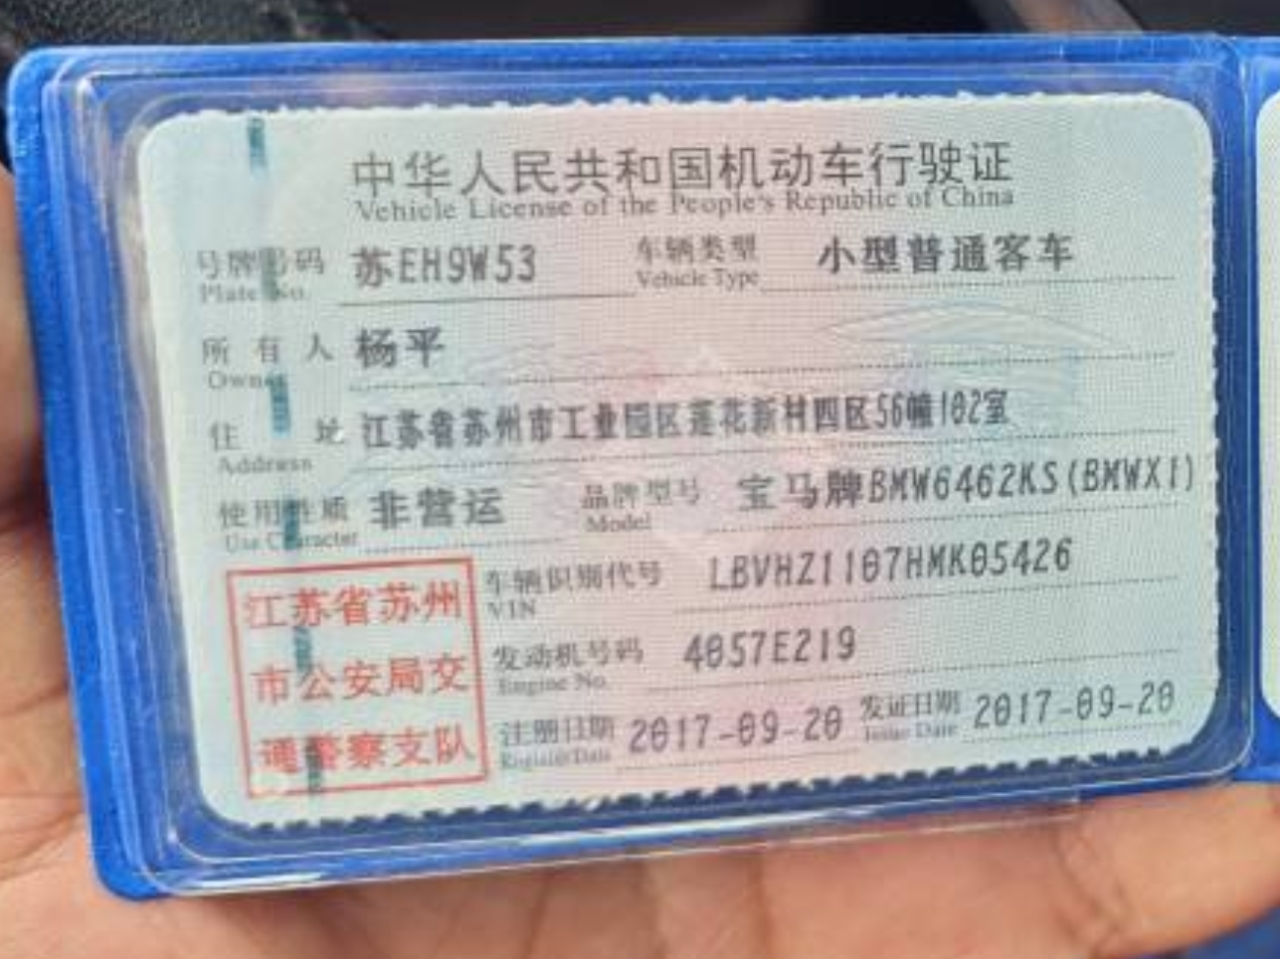 中华人民共和国机动车行驶证
Vehicle License of the People's Republic of China
号牌号码 苏EH9W53 车辆类型 小型普通客车
Plate No. Vehicle Type
所有人 杨平
Owner
住址 江苏省苏州市工业园区莲花新村四区56幢102室
Address
使用性质 非营运 品牌型号 宝马牌BMW6462KS(BMWX1)
Use Character Model
江苏省苏州 车辆识别代号 LBVHZ1107HMK05426
VIN
市公安局交 发动机号码 4057E219
Engine No.
通警察支队 注册日期 2017-09-20 发证日期 2017-09-20
Register Date Issue Date